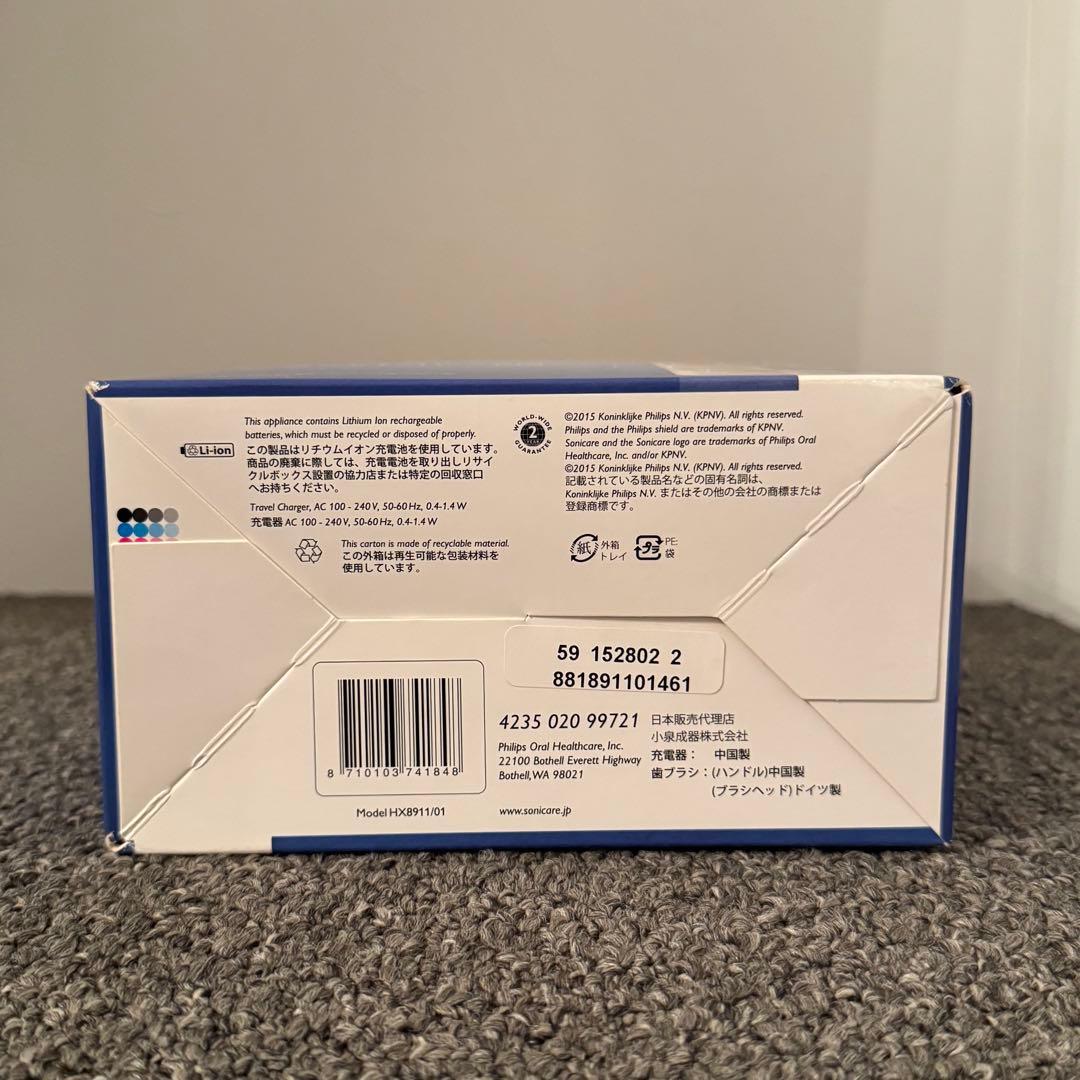 This appliance contains Lithium Ion rechargeable
batteries, which must be recycled or disposed of properly.
Li-ion
この製品はリチウムイオン充電池を使用しています。
商品の廃棄に際しては、充電電池を取り出しリサイ
クルボックス設置の協力店または特定の回収窓口
へお持ちください。
Travel Charger, AC 100 - 240 V, 50-60 Hz, 0.4-1.4 W
充電器 AC 100 - 240 V, 50-60 Hz, 0.4-1.4 W
This carton is made of recyclable material.
この外箱は再生可能な包装材料を
使用しています。
WORLD-WIDE
2
GUARANTEE
©2015 Koninklijke Philips N.V. (KPNV). All rights reserved.
Philips and the Philips shield are trademarks of KPNV.
Sonicare and the Sonicare logo are trademarks of Philips Oral
Healthcare, Inc. and/or KPNV.
©2015 Koninklijke Philips N.V. (KPNV). All rights reserved.
記載されている製品名などの固有名詞は、
Koninklijke Philips N.V. またはその他の会社の商標または
登録商標です。
紙
外箱
トレイ
プラ
PE:
袋
59 152802 2
881891101461
8 710103 741848
Model HX8911/01
4235 020 99721
Philips Oral Healthcare, Inc.
22100 Bothell Everett Highway
Bothell, WA 98021
www.sonicare.jp
日本販売代理店
小泉成器株式会社
充電器： 中国製
歯ブラシ：(ハンドル)中国製
(ブラシヘッド)ドイツ製